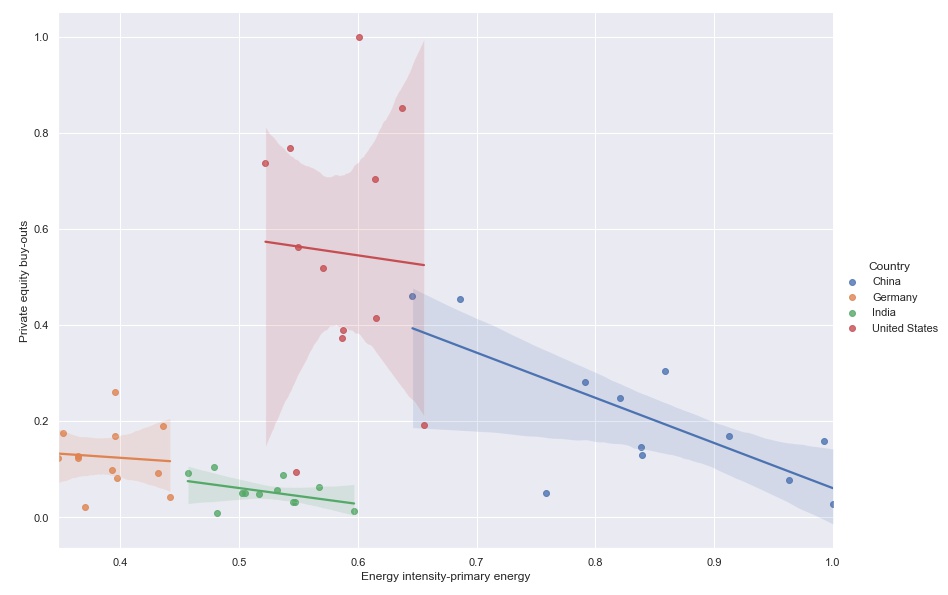 1.0
0.8
0.6
0.4
0.2
0.0
Private equity buy-outs
0.4 0.5 0.6 0.7 0.8 0.9 1.0
Energy intensity-primary energy
Country
China
Germany
India
United States